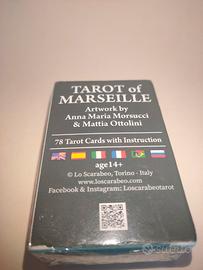 TAROT of
MARSEILLE
Artwork by
Anna Maria Morsucci
& Mattia Ottolini
78 Tarot Cards with Instruction
age14+
© Lo Scarabeo, Torino - Italy
www.loscarabeo.com
Facebook & Instagram: Loscarabeotarot
subito